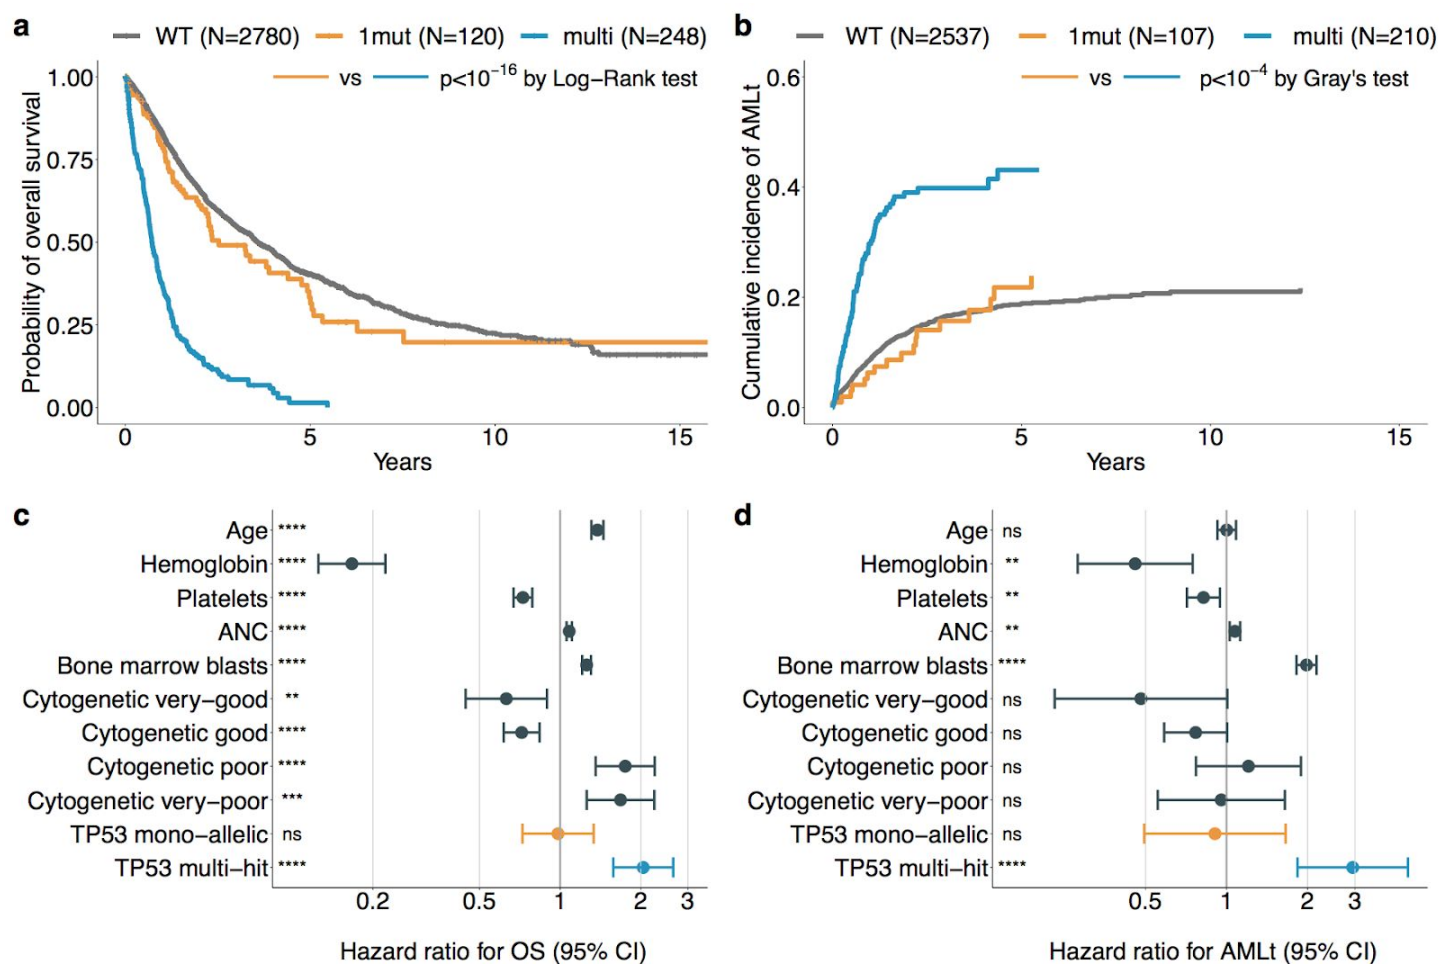 a
WT (N=2780) 1mut (N=120) multi (N=248)
vs p<10−16 by Log−Rank test
Probability of overall survival
1.00
0.75
0.50
0.25
0.00
0 5 10 15
Years
b
WT (N=2537) 1mut (N=107) multi (N=210)
vs p<10−4 by Gray's test
Cumulative incidence of AMLt
0.6
0.4
0.2
0.0
0 5 10 15
Years
c
Age ****
Hemoglobin ****
Platelets ****
ANC ****
Bone marrow blasts ****
Cytogenetic very−good **
Cytogenetic good ****
Cytogenetic poor ****
Cytogenetic very−poor ***
TP53 mono−allelic ns
TP53 multi−hit ****
0.2 0.5 1 2 3
Hazard ratio for OS (95% CI)
d
Age ns
Hemoglobin **
Platelets **
ANC **
Bone marrow blasts ****
Cytogenetic very−good ns
Cytogenetic good ns
Cytogenetic poor ns
Cytogenetic very−poor ns
TP53 mono−allelic ns
TP53 multi−hit ****
0.5 1 2 3
Hazard ratio for AMLt (95% CI)